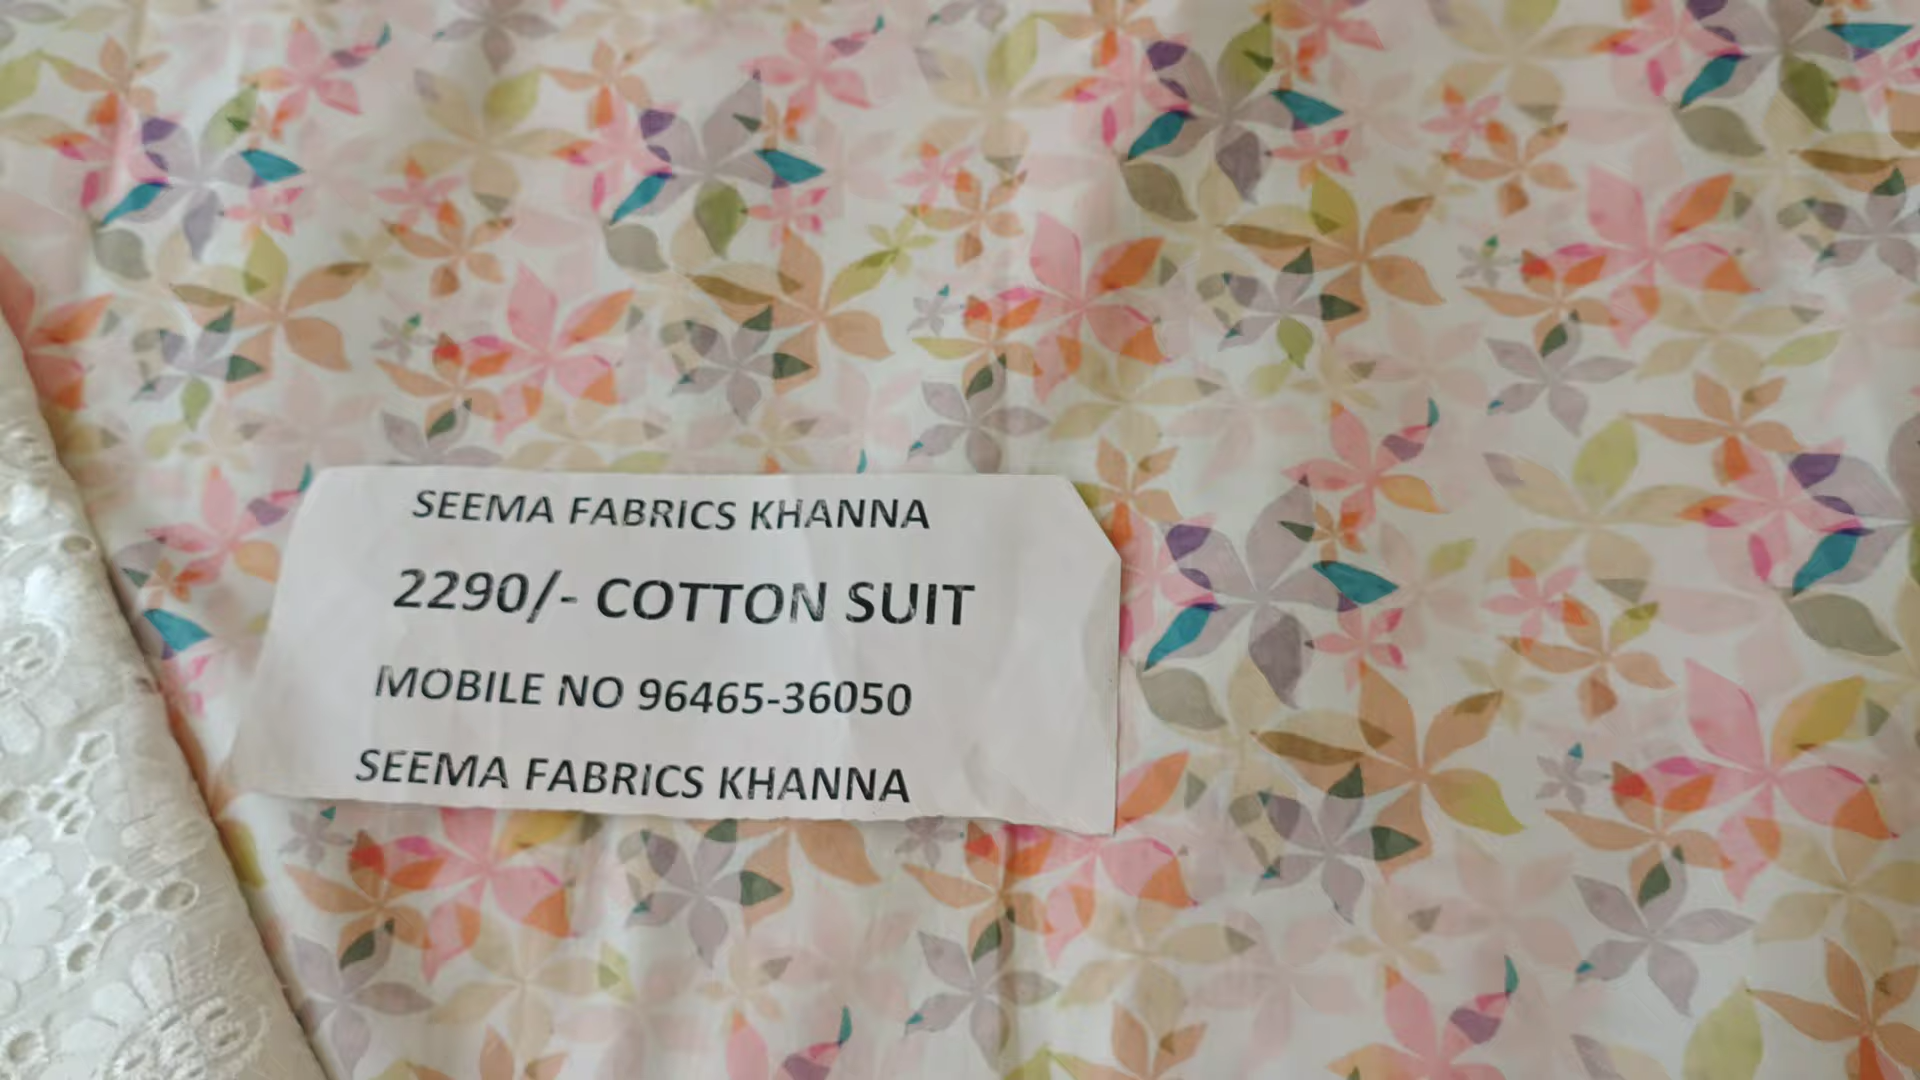 SEEMA FABRICS KHANNA
2290/- COTTON SUIT
MOBILE NO 96465-36050
SEEMA FABRICS KHANNA